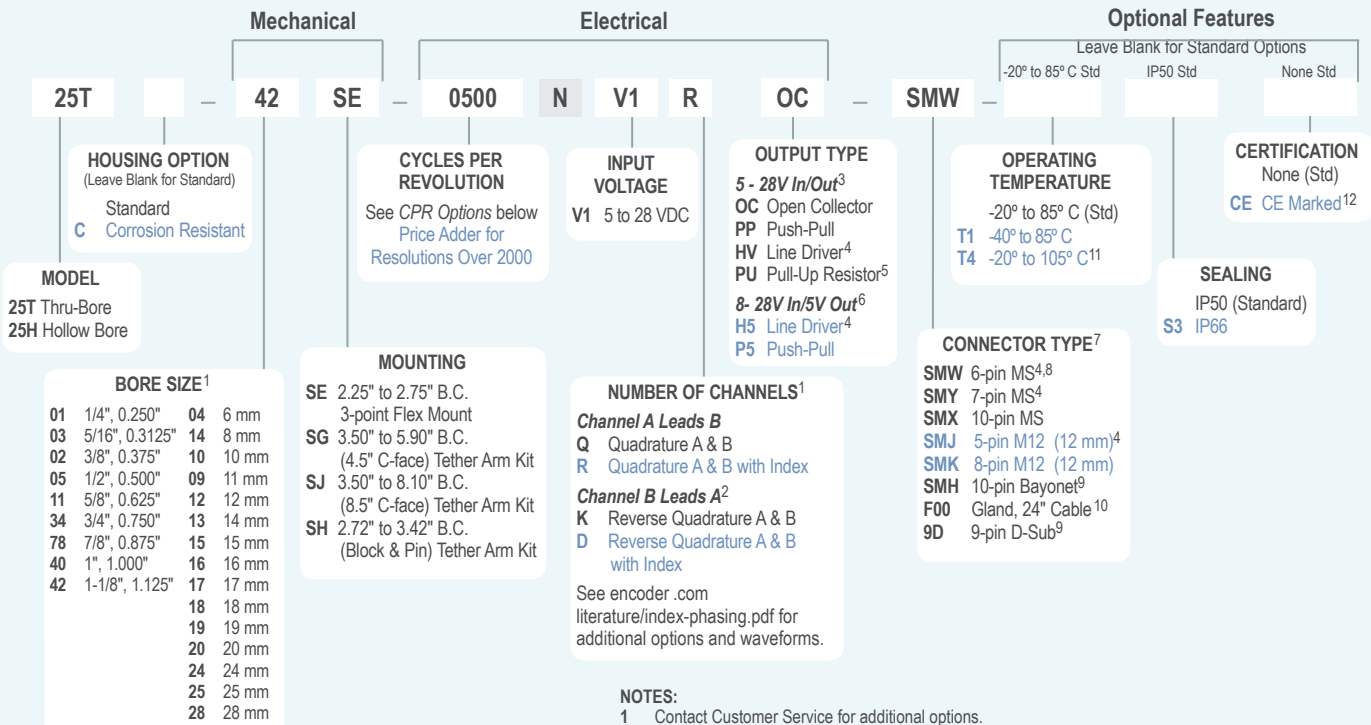 Mechanical
Electrical
Optional Features
Leave Blank for Standard Options
-20º to 85º C Std
IP50 Std
None Std
25T – 42 SE – 0500 N V1 R OC – SMW –
HOUSING OPTION
(Leave Blank for Standard)
Standard
C Corrosion Resistant
MODEL
25T Thru-Bore
25H Hollow Bore
BORE SIZE1
01 1/4", 0.250" 04 6 mm
03 5/16", 0.3125" 14 8 mm
02 3/8", 0.375" 10 10 mm
05 1/2", 0.500" 09 11 mm
11 5/8", 0.625" 12 12 mm
34 3/4", 0.750" 13 14 mm
78 7/8", 0.875" 15 15 mm
40 1", 1.000" 16 16 mm
42 1-1/8", 1.125" 17 17 mm
18 18 mm
19 19 mm
20 20 mm
24 24 mm
25 25 mm
28 28 mm
MOUNTING
SE 2.25" to 2.75" B.C.
3-point Flex Mount
SG 3.50" to 5.90" B.C.
(4.5" C-face) Tether Arm Kit
SJ 3.50" to 8.10" B.C.
(8.5" C-face) Tether Arm Kit
SH 2.72" to 3.42" B.C.
(Block & Pin) Tether Arm Kit
CYCLES PER
REVOLUTION
See CPR Options below
Price Adder for
Resolutions Over 2000
INPUT
VOLTAGE
V1 5 to 28 VDC
NUMBER OF CHANNELS1
Channel A Leads B
Q Quadrature A & B
R Quadrature A & B with Index
Channel B Leads A2
K Reverse Quadrature A & B
D Reverse Quadrature A & B
with Index
See encoder .com
literature/index-phasing.pdf for
additional options and waveforms.
OUTPUT TYPE
5 - 28V In/Out3
OC Open Collector
PP Push-Pull
HV Line Driver4
PU Pull-Up Resistor5
8- 28V In/5V Out6
H5 Line Driver4
P5 Push-Pull
CONNECTOR TYPE7
SMW 6-pin MS4,8
SMY 7-pin MS4
SMX 10-pin MS
SMJ 5-pin M12 (12 mm)4
SMK 8-pin M12 (12 mm)
SMH 10-pin Bayonet9
F00 Gland, 24" Cable10
9D 9-pin D-Sub9
OPERATING
TEMPERATURE
-20º to 85º C (Std)
T1 -40º to 85º C
T4 -20º to 105º C11
SEALING
IP50 (Standard)
S3 IP66
CERTIFICATION
None (Std)
CE CE Marked12
NOTES:
1 Contact Customer Service for additional options.